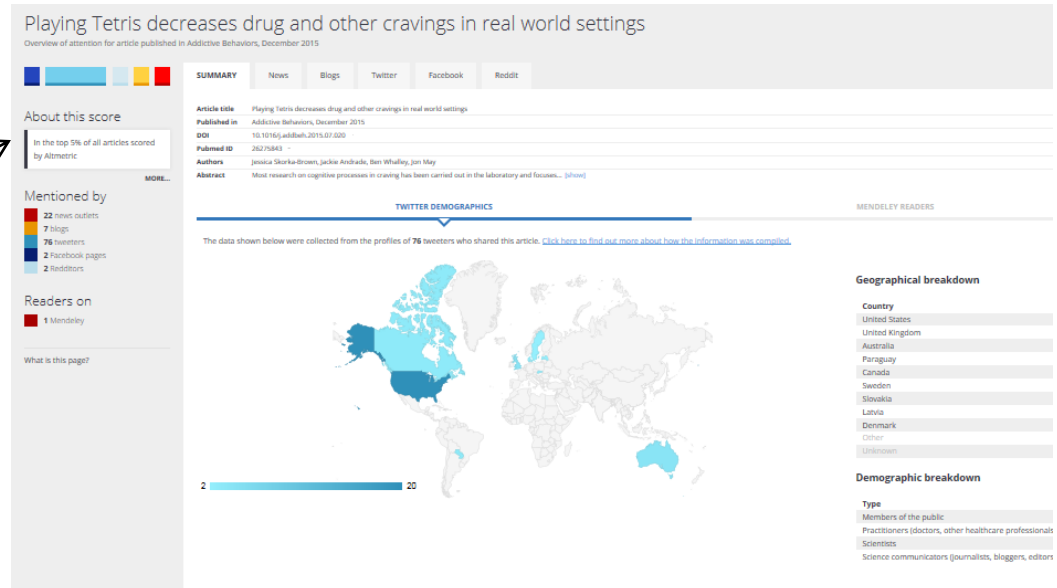 Playing Tetris decreases drug and other cravings in real world settings
Overview of attention for article published in Addictive Behaviors, December 2015
SUMMARY News Blogs Twitter Facebook Reddit
About this score
In the top 5% of all articles scored
by Altmetric
MORE...
Mentioned by
22 news outlets
7 blogs
76 tweeters
2 Facebook pages
2 Redditors
Readers on
1 Mendeley
What is this page?
Article title Playing Tetris decreases drug and other cravings in real world settings
Published in Addictive Behaviors, December 2015
DOI 10.1016/j.addbeh.2015.07.020
Pubmed ID 26275843
Authors Jessica Skorka-Brown, Jackie Andrade, Ben Whalley, Jon May
Abstract Most research on cognitive processes in craving has been carried out in the laboratory and focuses... [show]
TWITTER DEMOGRAPHICS MENDELEY READERS
The data shown below were collected from the profiles of 76 tweeters who shared this article. Click here to find out more about how the information was compiled.
2 20
Geographical breakdown
Country
United States
United Kingdom
Australia
Paraguay
Canada
Sweden
Slovakia
Latvia
Denmark
Other
Unknown
Demographic breakdown
Type
Members of the public
Practitioners (doctors, other healthcare professionals
Scientists
Science communicators (journalists, bloggers, editors